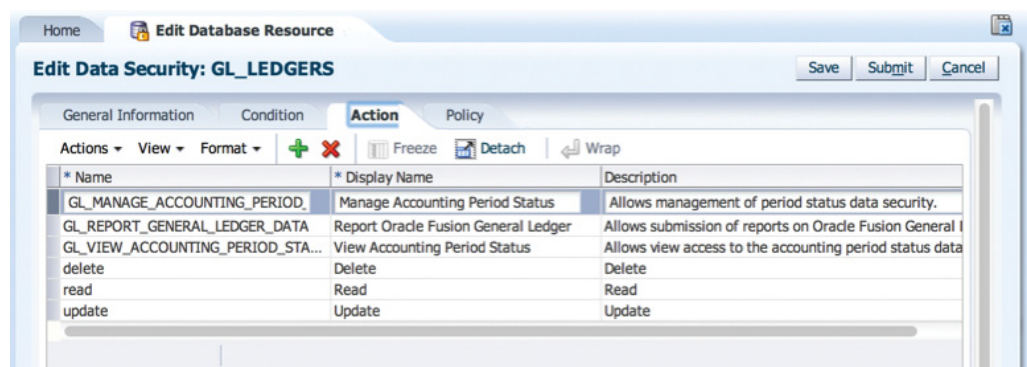 Home Edit Database Resource
Edit Data Security: GL_LEDGERS Save Submit Cancel
General Information Condition Action Policy
Actions View Format Freeze Detach Wrap
* Name * Display Name Description
GL_MANAGE_ACCOUNTING_PERIOD_ Manage Accounting Period Status Allows management of period status data security.
GL_REPORT_GENERAL_LEDGER_DATA Report Oracle Fusion General Ledger Allows submission of reports on Oracle Fusion General
GL_VIEW_ACCOUNTING_PERIOD_STA... View Accounting Period Status Allows view access to the accounting period status data
delete Delete Delete
read Read Read
update Update Update